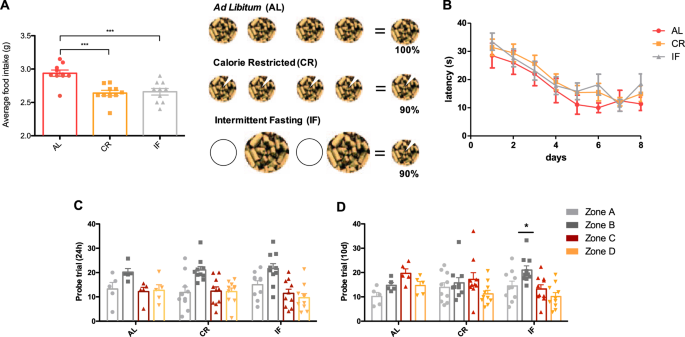 A
***
***
Average food intake (g)
3.5
3.0
2.5
2.0
AL
CR
IF
Ad Libitum (AL)
=
100%
Calorie Restricted (CR)
=
90%
Intermittent Fasting (IF)
=
90%
B
latency (s)
50
40
30
20
10
0
0
2
4
6
8
days
AL
CR
IF
C
Probe trial (24h)
40
30
20
10
0
AL
CR
IF
D
Probe trial (10d)
40
30
20
10
0
*
AL
CR
IF
Zone A
Zone B
Zone C
Zone D